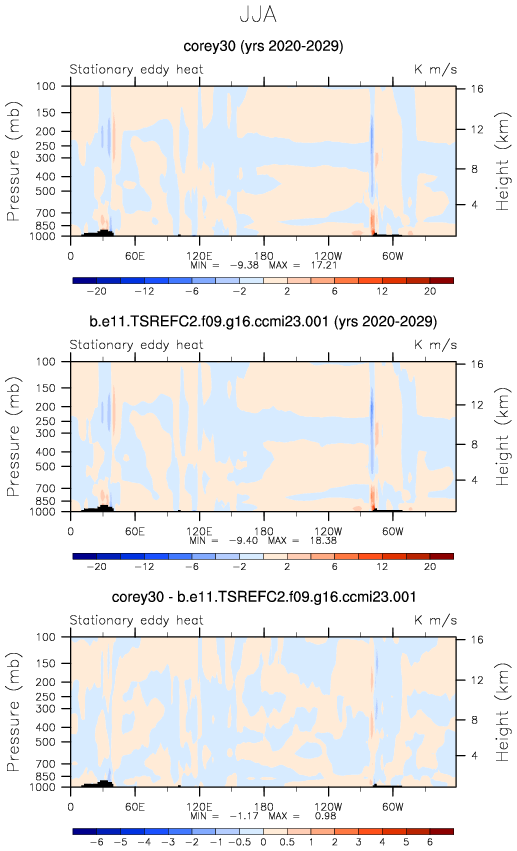 JJA
corey30 (yrs 2020-2029)
Stationary eddy heat K m/s
Pressure (mb)
100
150
200
250
300
400
500
700
850
1000
16
12
8
4
Height (km)
0 60E 120E 180 120W 60W
MIN = -9.38 MAX = 17.21
-20 -12 -6 -2 2 6 12 20
b.e11.TSREFC2.f09.g16.ccmi23.001 (yrs 2020-2029)
Stationary eddy heat K m/s
Pressure (mb)
100
150
200
250
300
400
500
700
850
1000
16
12
8
4
Height (km)
0 60E 120E 180 120W 60W
MIN = -9.40 MAX = 18.38
-20 -12 -6 -2 2 6 12 20
corey30 - b.e11.TSREFC2.f09.g16.ccmi23.001
Stationary eddy heat K m/s
Pressure (mb)
100
150
200
250
300
400
500
700
850
1000
16
12
8
4
Height (km)
0 60E 120E 180 120W 60W
MIN = -1.17 MAX = 0.98
-6 -5 -4 -3 -2 -1 -0.5 0 0.5 1 2 3 4 5 6